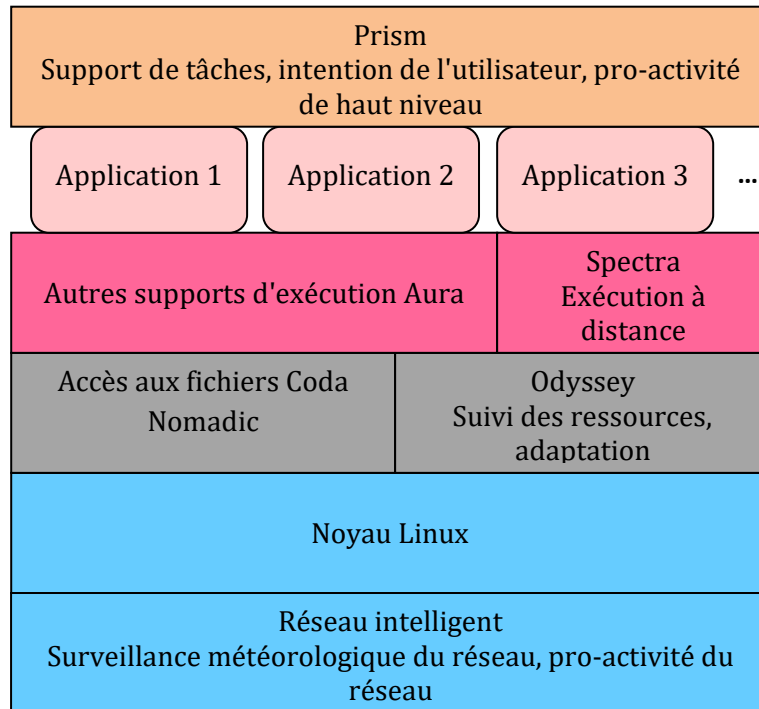 Prism
Support de tâches, intention de l'utilisateur, pro-activité
de haut niveau
Application 1
Application 2
Application 3
...
Autres supports d'exécution Aura
Spectra
Exécution à
distance
Accès aux fichiers Coda
Nomadic
Odyssey
Suivi des ressources,
adaptation
Noyau Linux
Réseau intelligent
Surveillance météorologique du réseau, pro-activité du
réseau